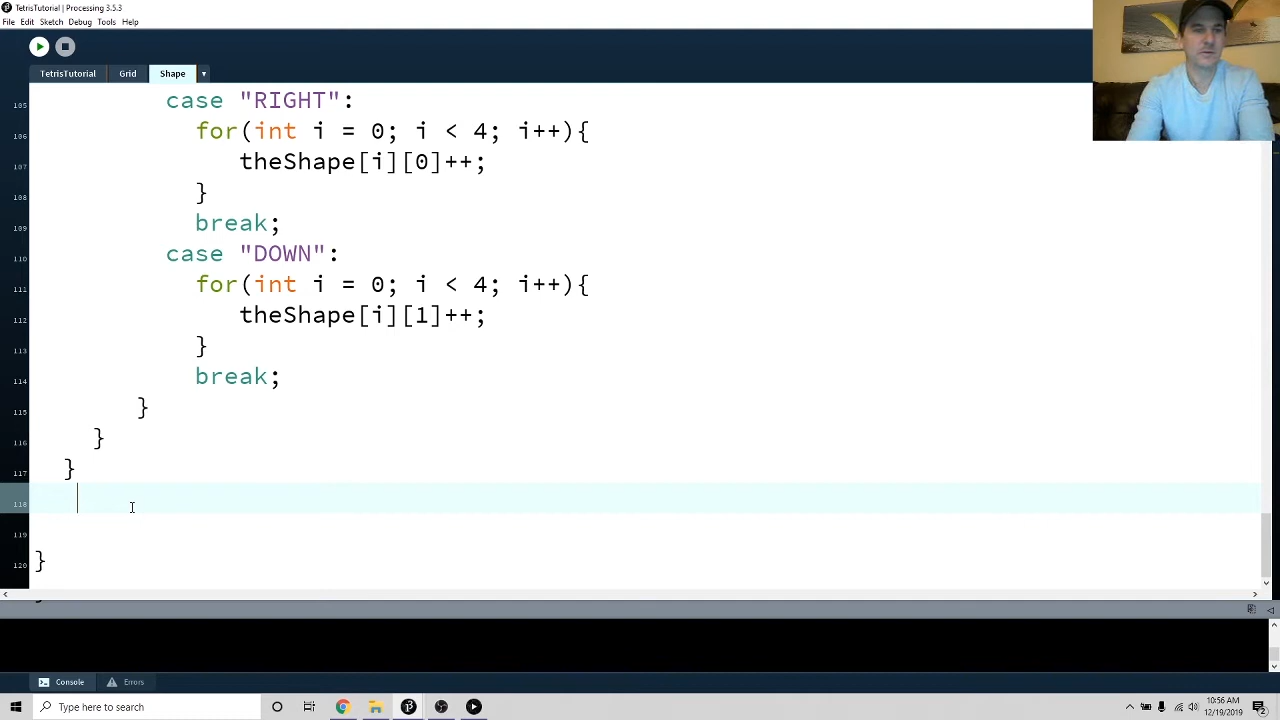 TetrisTutorial | Processing 3.5.3
File Edit Sketch Debug Tools Help
TetrisTutorial Grid Shape
105 case "RIGHT":
106 for(int i = 0; i < 4; i++){
107 theShape[i][0]++;
108 }
109 break;
110 case "DOWN":
111 for(int i = 0; i < 4; i++){
112 theShape[i][1]++;
113 }
114 break;
115 }
116 }
117 }
118
119
120 }
Console Errors
Type here to search
10:56 AM
12/19/2019
2